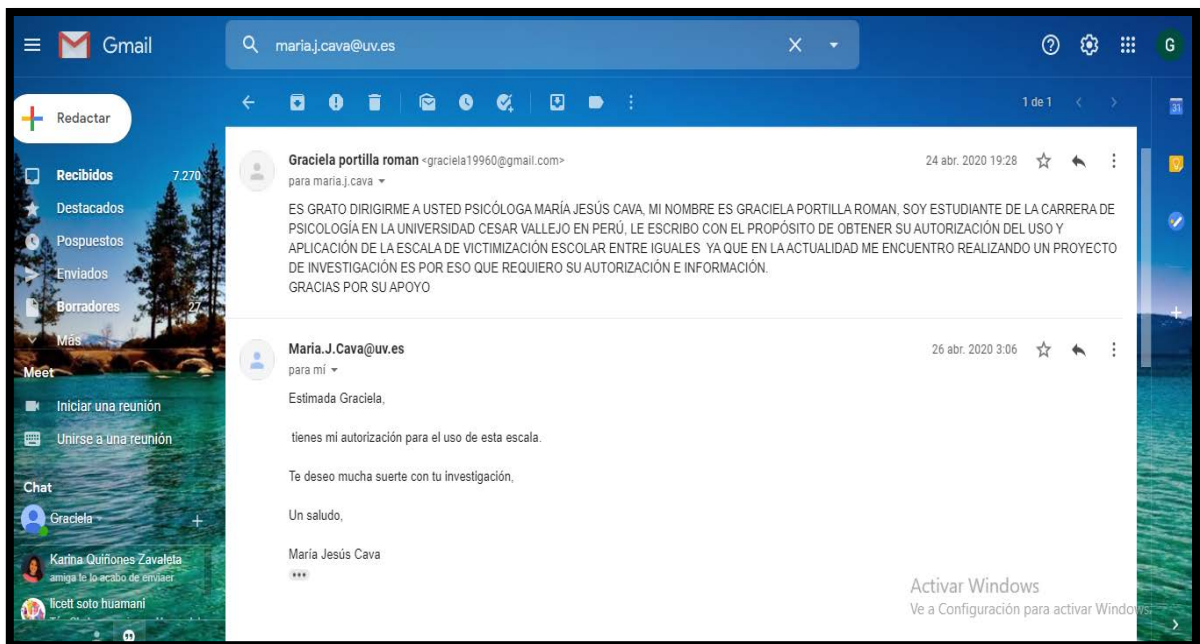 Gmail
maria.j.cava@uv.es
G
Redactar
1 de 1
31
Recibidos 7.270
Destacados
Pospuestos
Enviados
Borradores 27
Más
Meet
Iniciar una reunión
Unirse a una reunión
Chat
Graciela
Karina Quiñones Zavaleta
amiga te lo acabo de enviaer
licett soto huamani
Graciela portilla roman <graciela19960@gmail.com>
24 abr. 2020 19:28
para maria.j.cava
ES GRATO DIRIGIRME A USTED PSICÓLOGA MARÍA JESÚS CAVA, MI NOMBRE ES GRACIELA PORTILLA ROMAN, SOY ESTUDIANTE DE LA CARRERA DE
PSICOLOGÍA EN LA UNIVERSIDAD CESAR VALLEJO EN PERÚ, LE ESCRIBO CON EL PROPÓSITO DE OBTENER SU AUTORIZACIÓN DEL USO Y
APLICACIÓN DE LA ESCALA DE VICTIMIZACIÓN ESCOLAR ENTRE IGUALES YA QUE EN LA ACTUALIDAD ME ENCUENTRO REALIZANDO UN PROYECTO
DE INVESTIGACIÓN ES POR ESO QUE REQUIERO SU AUTORIZACIÓN E INFORMACIÓN.
GRACIAS POR SU APOYO
Maria.J.Cava@uv.es
26 abr. 2020 3:06
para mí
Estimada Graciela,
tienes mi autorización para el uso de esta escala.
Te deseo mucha suerte con tu investigación,
Un saludo,
María Jesús Cava
Activar Windows
Ve a Configuración para activar Windows.